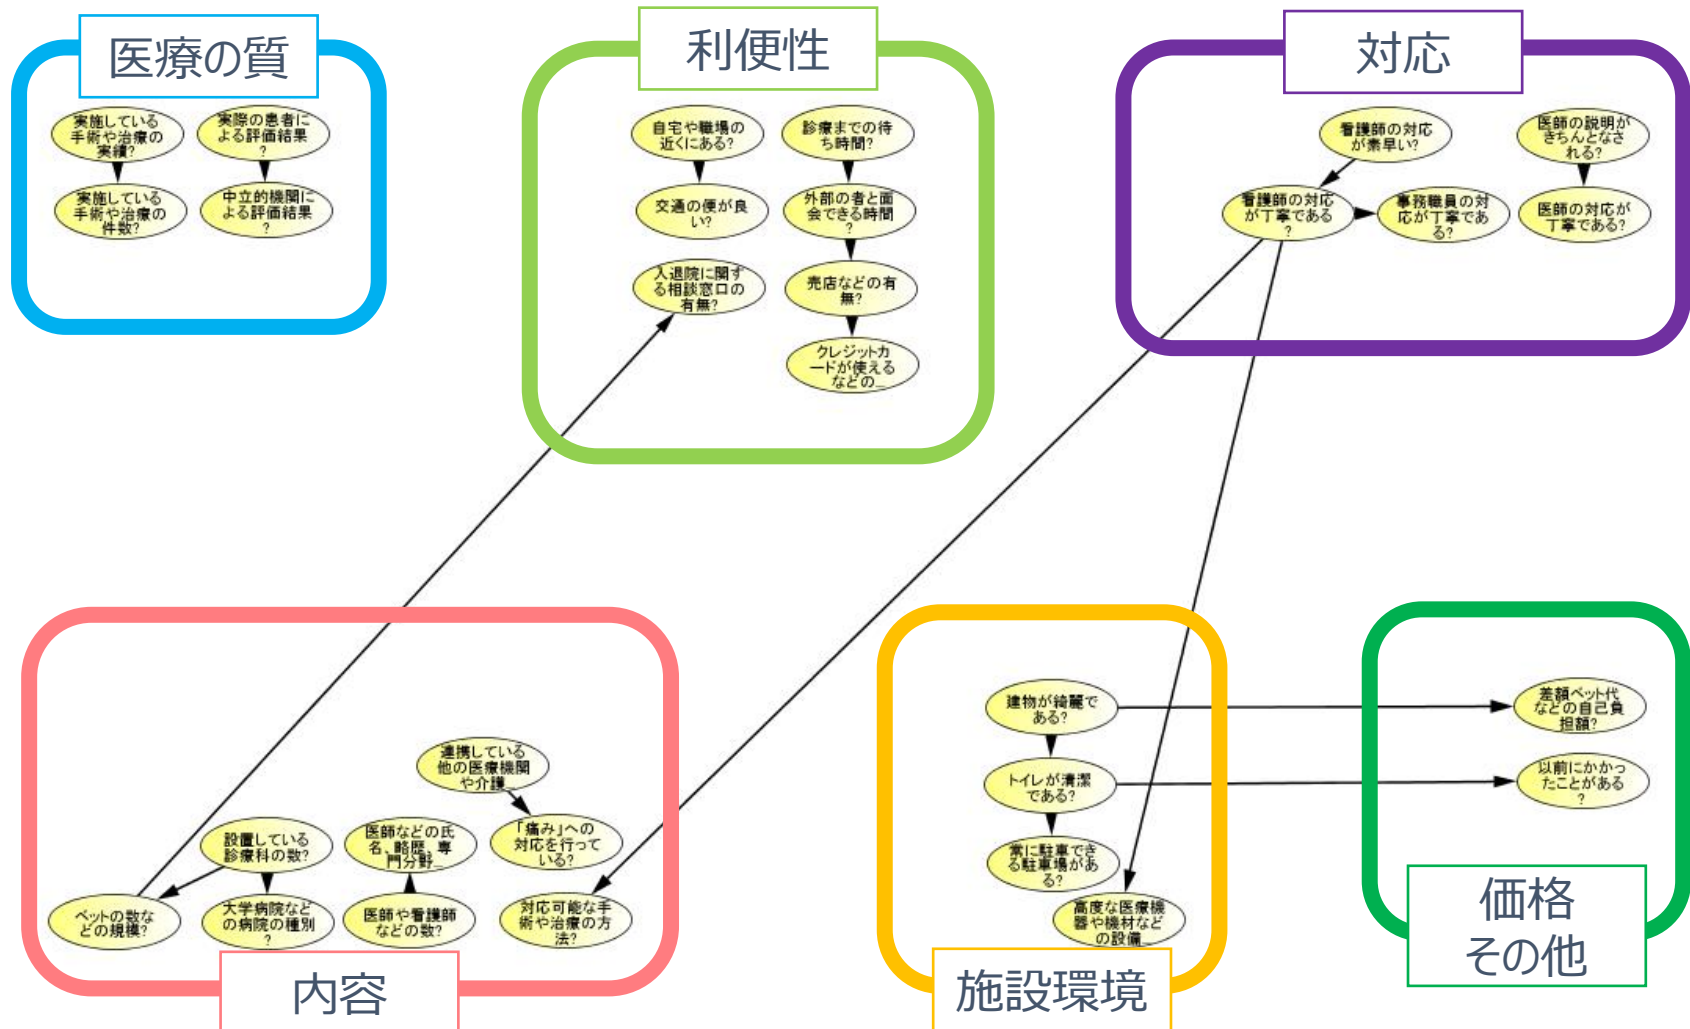 医療の質
実施している
手術や治療の
実績?
実際の患者に
よる評価結果
?
実施している
手術や治療の
件数?
中立的機関に
よる評価結果
?
利便性
自宅や職場の
近くにある?
診療までの待
ち時間?
交通の便が良
い?
外部の者と面
会できる時間
?
入退院に関す
る相談窓口の
有無?
売店などの有
無?
クレジットカ
ードが使える
などの_
対応
看護師の対応
が素早い?
医師の説明が
きちんとなさ
れる?
看護師の対応
が丁寧である
?
事務職員の対
応が丁寧であ
る?
医師の対応が
丁寧である?
連携している
他の医療機関
や介護_
設置している
診療科の数?
医師などの氏
名、略歴、専
門分野_
「痛み」への
対応を行って
いる?
ベットの数な
どの規模?
大学病院など
の病院の種別
?
医師や看護師
などの数?
対応可能な手
術や治療の方
法?
内容
建物が綺麗で
ある?
トイレが清潔
である?
常に駐車でき
る駐車場があ
る?
高度な医療機
器や機材など
の設備_
施設環境
差額ベット代
などの自己負
担額?
以前にかかっ
たことがある
?
価格
その他